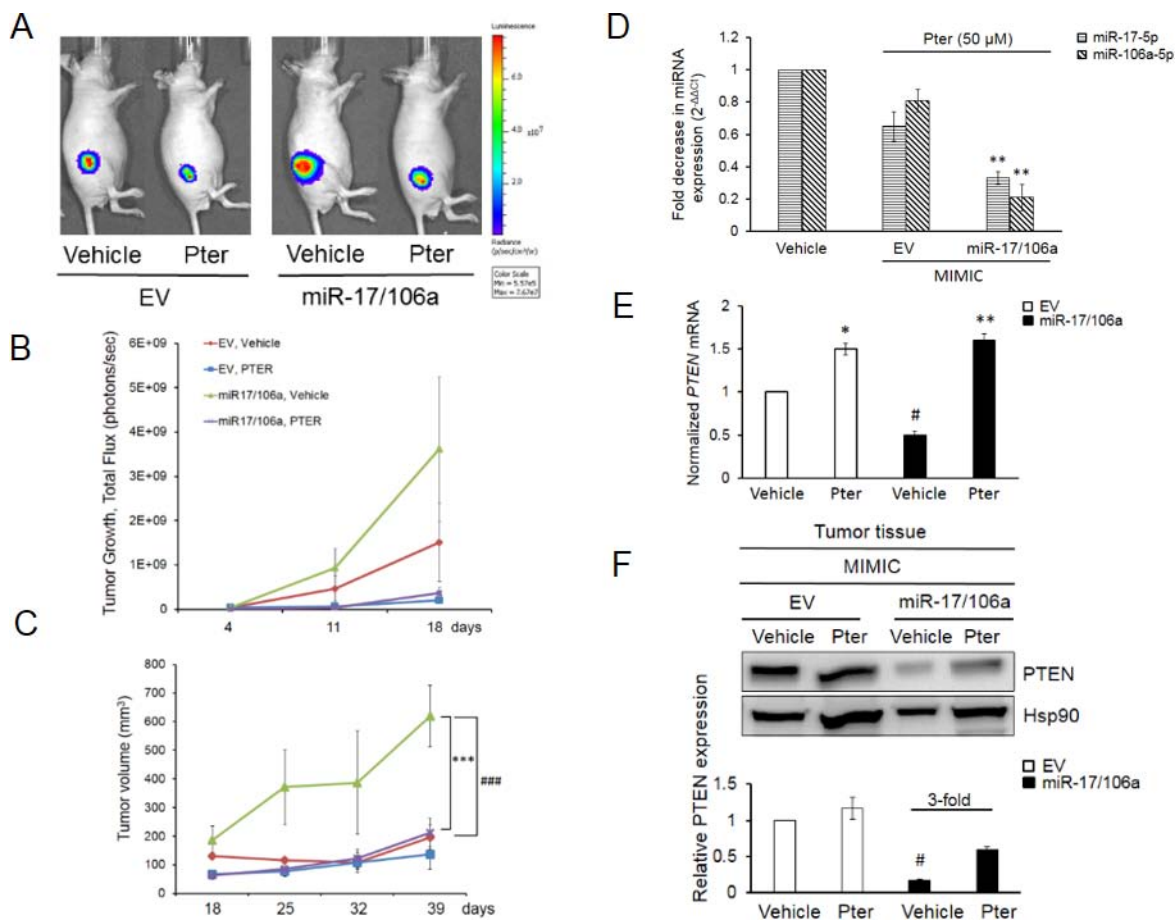 A
Luminescence
8.0
6.0
4.0
x10⁷
2.0
Radiance
(p/sec/cm²/sr)
Color Scale
Min = 5.57e5
Max = 7.67e7
Vehicle Pter Vehicle Pter
EV miR-17/106a
B
Tumor Growth, Total Flux (photons/sec)
6E+09
5E+09
4E+09
3E+09
2E+09
1E+09
0
EV, Vehicle
EV, PTER
miR17/106a, Vehicle
miR17/106a, PTER
4 11 18 days
C
Tumor volume (mm³)
800
700
600
500
400
300
200
100
0
***
###
18 25 32 39 days
D
Pter (50 µM)
miR-17-5p
miR-106a-5p
Fold decrease in miRNA
expression (2-ΔΔCt)
1.2
1
0.8
0.6
0.4
0.2
0
** **
Vehicle EV miR-17/106a
MIMIC
E
EV
miR-17/106a
Normalized PTEN mRNA
2
1.5
1
0.5
0
*
#
**
Vehicle Pter Vehicle Pter
Tumor tissue
MIMIC
F
EV miR-17/106a
Vehicle Pter Vehicle Pter
PTEN
Hsp90
Relative PTEN expression
1.5
1
0.5
0
EV
miR-17/106a
3-fold
#
Vehicle Pter Vehicle Pter